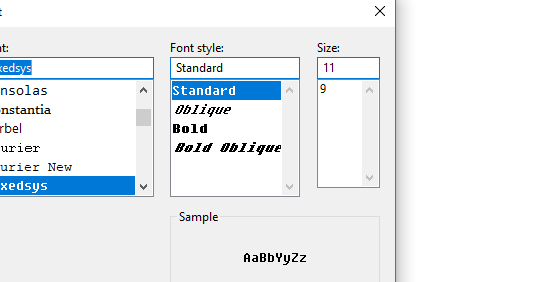 t
nt: Font style: Size:
xedsys Standard 11
nsolas Standard 9
onstantia Oblique
rbel Bold
urier Bold Oblique
urier New
xedsys
Sample
AaBbYyZz